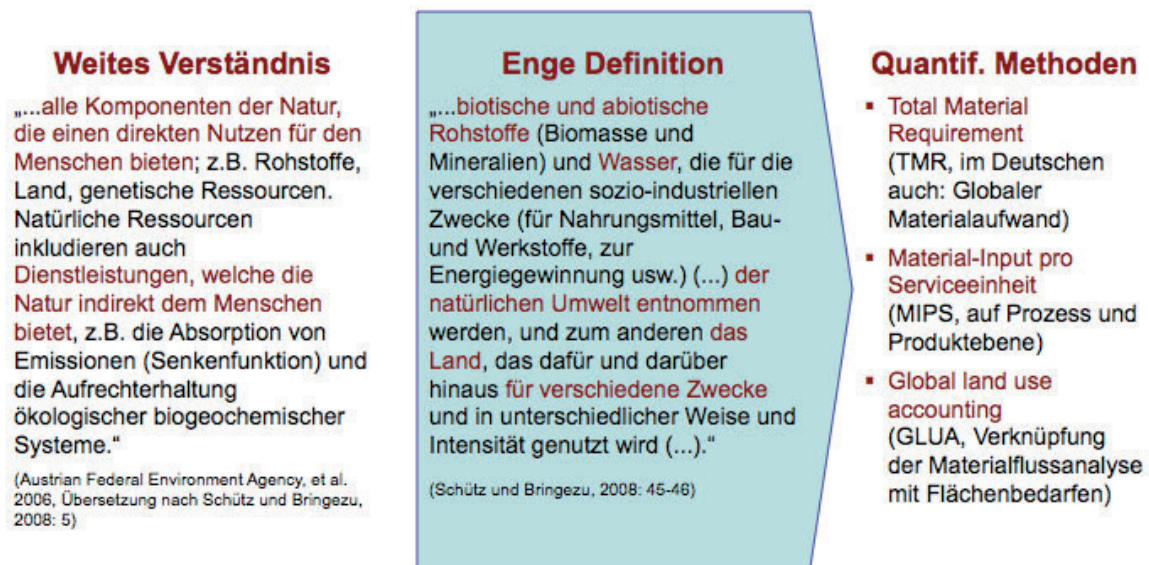 Weites Verständnis
„...alle Komponenten der Natur,
die einen direkten Nutzen für den
Menschen bieten; z.B. Rohstoffe,
Land, genetische Ressourcen.
Natürliche Ressourcen
inkludieren auch
Dienstleistungen, welche die
Natur indirekt dem Menschen
bietet, z.B. die Absorption von
Emissionen (Senkenfunktion) und
die Aufrechterhaltung
ökologischer biogeochemischer
Systeme.“
(Austrian Federal Environment Agency, et al.
2006, Übersetzung nach Schütz und Bringezu,
2008: 5)
Enge Definition
„...biotische und abiotische
Rohstoffe (Biomasse und
Mineralien) und Wasser, die für die
verschiedenen sozio-industriellen
Zwecke (für Nahrungsmittel, Bau-
und Werkstoffe, zur
Energiegewinnung usw.) (...) der
natürlichen Umwelt entnommen
werden, und zum anderen das
Land, das dafür und darüber
hinaus für verschiedene Zwecke
und in unterschiedlicher Weise und
Intensität genutzt wird (...).“
(Schütz und Bringezu, 2008: 45-46)
Quantif. Methoden
▪ Total Material
Requirement
(TMR, im Deutschen
auch: Globaler
Materialaufwand)
▪ Material-Input pro
Serviceeinheit
(MIPS, auf Prozess und
Produktebene)
▪ Global land use
accounting
(GLUA, Verknüpfung
der Materialflussanalyse
mit Flächenbedarfen)